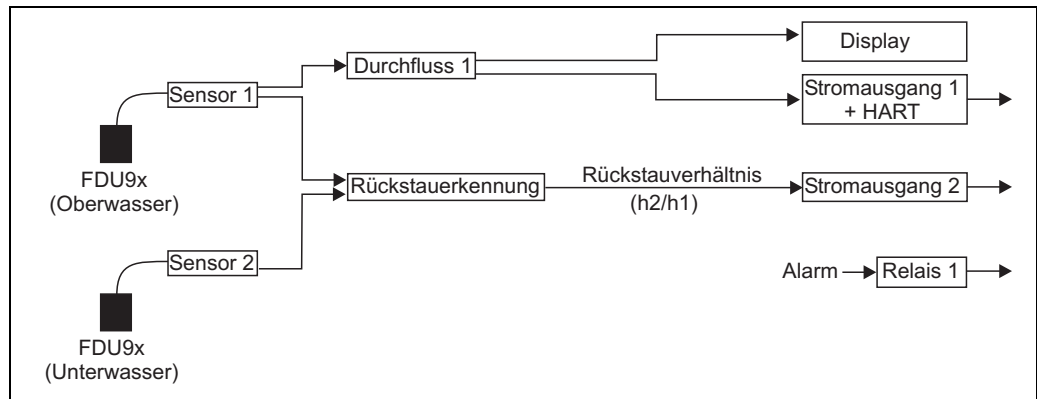 Display
Durchfluss 1
Sensor 1
Stromausgang 1
+ HART
FDU9x
(Oberwasser)
Rückstauerkennung
Rückstauverhältnis
(h2/h1)
Stromausgang 2
Sensor 2
Alarm
Relais 1
FDU9x
(Unterwasser)